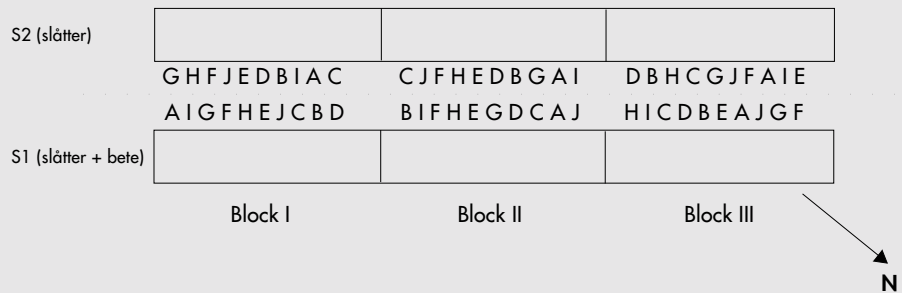 S2 (slåtter)
G H F J E D B I A C C J F H E D B G A I D B H C G J F A I E
A I G F H E J C B D B I F H E G D C A J H I C D B E A J G F
S1 (slåtter + bete)
Block I Block II Block III
N